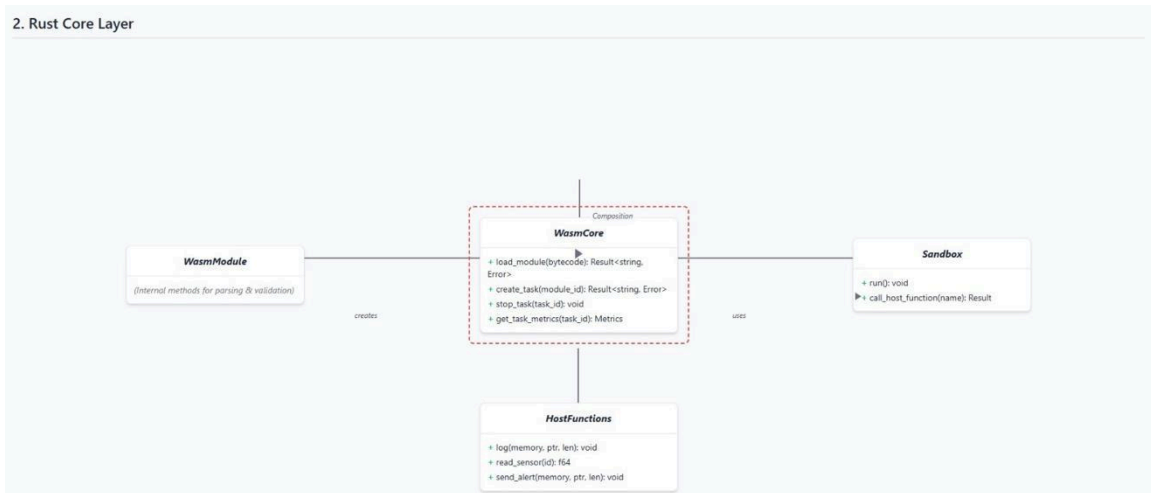 2. Rust Core Layer
Composition
WasmCore
+ load_module(bytecode): Result<string,
Error>
+ create_task(module_id): Result<string, Error>
+ stop_task(task_id): void
+ get_task_metrics(task_id): Metrics
WasmModule
(Internal methods for parsing & validation)
Sandbox
+ run(): void
+ call_host_function(name): Result
creates
uses
HostFunctions
+ log(memory, ptr, len): void
+ read_sensor(id): f64
+ send_alert(memory, ptr, len): void